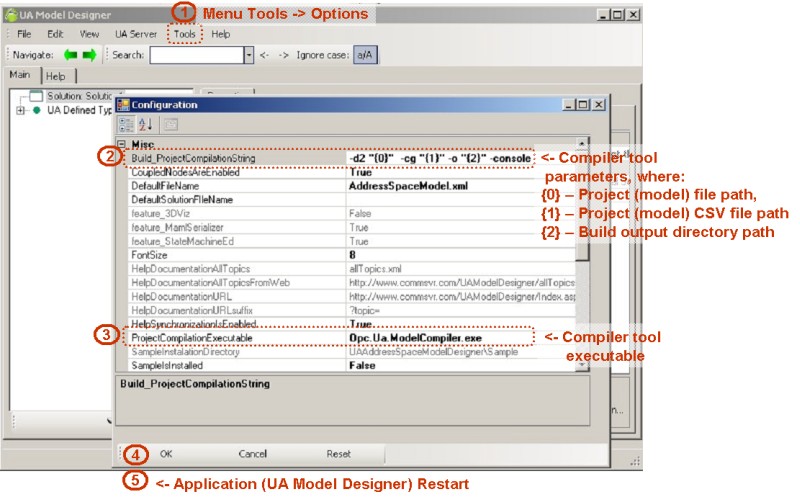 1 Menu Tools -> Options
UA Model Designer
File Edit View UA Server Tools Help
Navigate: Search: <- -> Ignore case: a/A
Main Help
Solution:
UA Defined
Configuration
Misc
2 Build_ProjectCompilationString -d2 "{0}" -cg "{1}" -o "{2}" -console
<- Compiler tool
parameters, where:
{0} – Project (model) file path,
{1} – Project (model) CSV file path
{2} – Build output directory path
CoupledNodesAreEnabled True
DefaultFileName AddressSpaceModel.xml
DefaultSolutionFileName
feature_3DViz False
feature_MamlSerializer True
feature_StateMachineEd True
FontSize 8
HelpDocumentationAllTopics allTopics.xml
HelpDocumentationAllTopicsFromWeb http://www.commsvr.com/UAModelDesigner/allTopics
HelpDocumentationURL http://www.commsvr.com/UAModelDesigner/Index.asp
HelpDocumentationURLsuffix ?topic=
HelpSynchronizationIsEnabled True
3 ProjectCompilationExecutable Opc.Ua.ModelCompiler.exe
<- Compiler tool
executable
SampleInstalationDirectory UAAddressSpaceModelDesigner\Sample
SampleIsInstalled False
Build_ProjectCompilationString
n...
4 OK Cancel Reset
5 <- Application (UA Model Designer) Restart